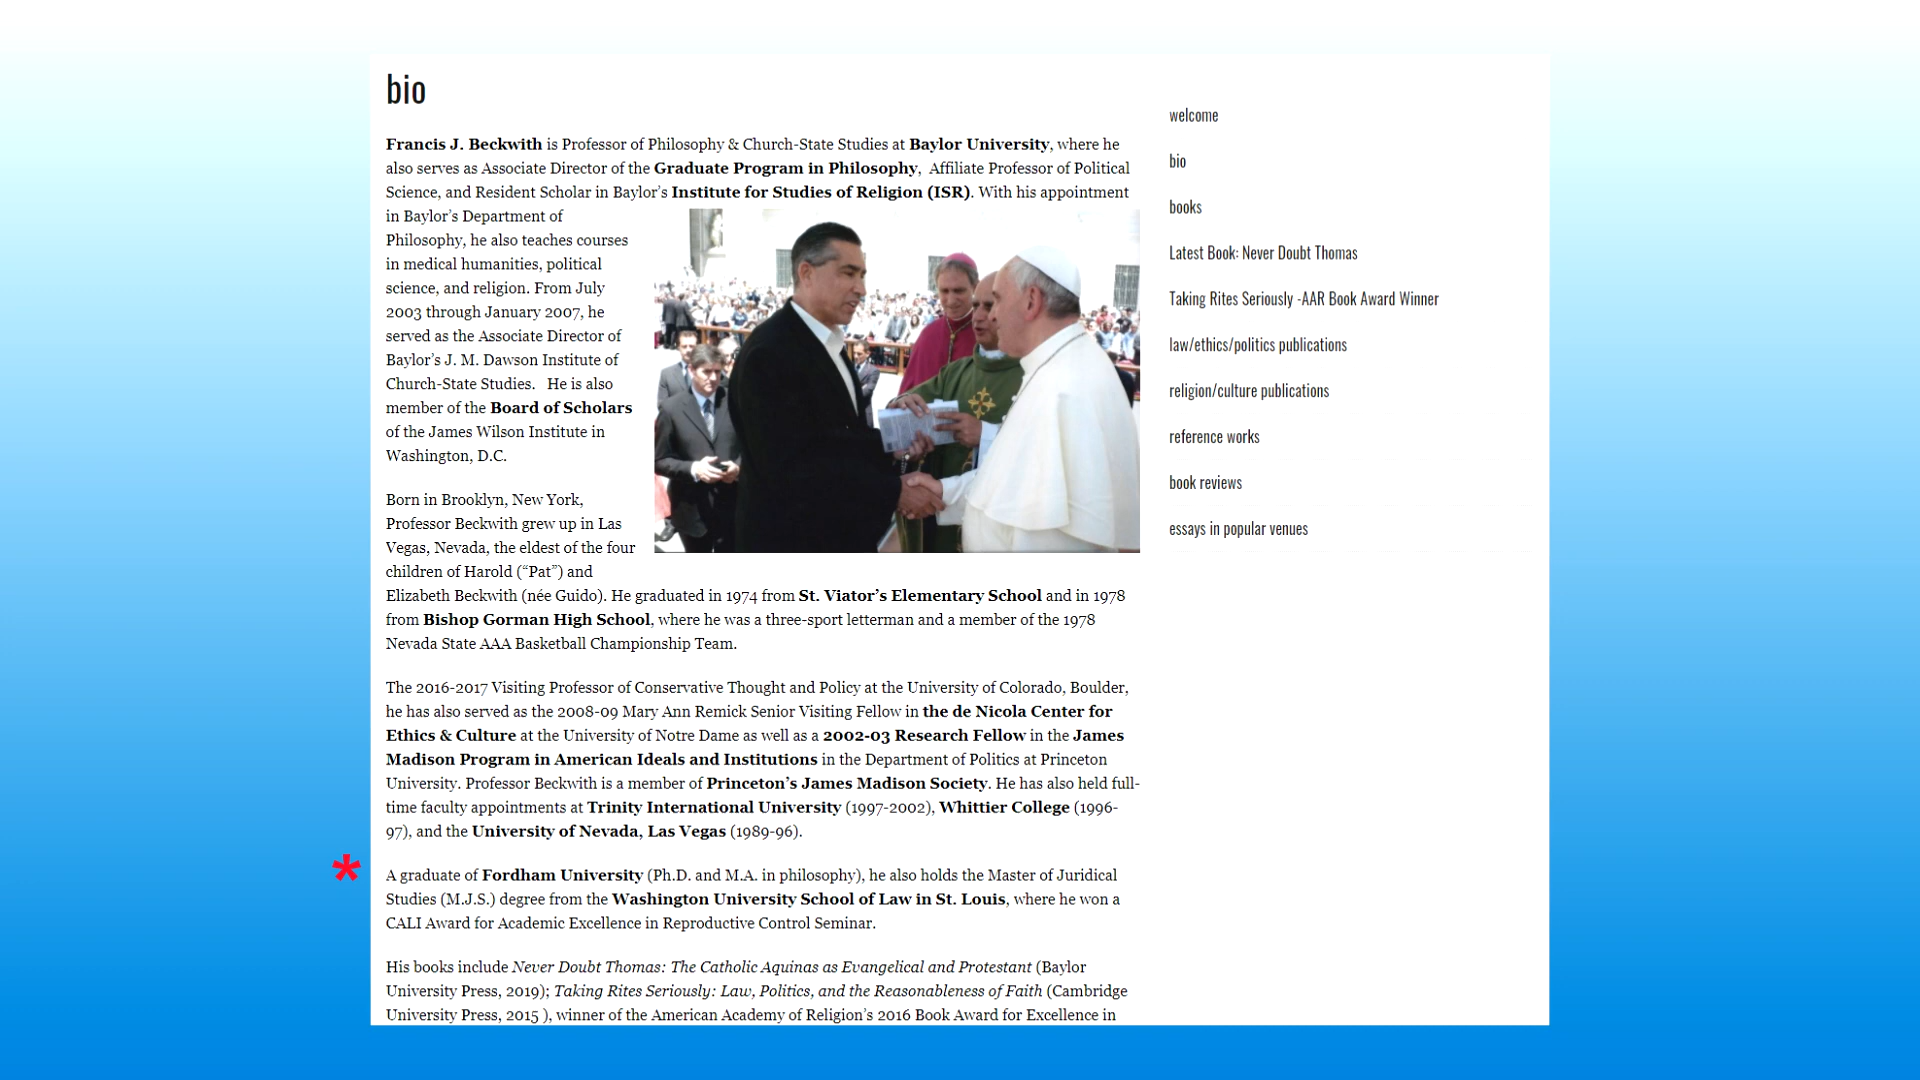 bio
Francis J. Beckwith is Professor of Philosophy & Church-State Studies at Baylor University, where he
also serves as Associate Director of the Graduate Program in Philosophy, Affiliate Professor of Political
Science, and Resident Scholar in Baylor’s Institute for Studies of Religion (ISR). With his appointment
in Baylor’s Department of
Philosophy, he also teaches courses
in medical humanities, political
science, and religion. From July
2003 through January 2007, he
served as the Associate Director of
Baylor’s J. M. Dawson Institute of
Church-State Studies. He is also
member of the Board of Scholars
of the James Wilson Institute in
Washington, D.C.
Born in Brooklyn, New York,
Professor Beckwith grew up in Las
Vegas, Nevada, the eldest of the four
children of Harold (“Pat”) and
Elizabeth Beckwith (née Guido). He graduated in 1974 from St. Viator’s Elementary School and in 1978
from Bishop Gorman High School, where he was a three-sport letterman and a member of the 1978
Nevada State AAA Basketball Championship Team.
The 2016-2017 Visiting Professor of Conservative Thought and Policy at the University of Colorado, Boulder,
he has also served as the 2008-09 Mary Ann Remick Senior Visiting Fellow in the de Nicola Center for
Ethics & Culture at the University of Notre Dame as well as a 2002-03 Research Fellow in the James
Madison Program in American Ideals and Institutions in the Department of Politics at Princeton
University. Professor Beckwith is a member of Princeton’s James Madison Society. He has also held full-
time faculty appointments at Trinity International University (1997-2002), Whittier College (1996-
97), and the University of Nevada, Las Vegas (1989-96).
* A graduate of Fordham University (Ph.D. and M.A. in philosophy), he also holds the Master of Juridical
Studies (M.J.S.) degree from the Washington University School of Law in St. Louis, where he won a
CALI Award for Academic Excellence in Reproductive Control Seminar.
His books include Never Doubt Thomas: The Catholic Aquinas as Evangelical and Protestant (Baylor
University Press, 2019); Taking Rites Seriously: Law, Politics, and the Reasonableness of Faith (Cambridge
University Press, 2015 ), winner of the American Academy of Religion’s 2016 Book Award for Excellence in
welcome
bio
books
Latest Book: Never Doubt Thomas
Taking Rites Seriously -AAR Book Award Winner
law/ethics/politics publications
religion/culture publications
reference works
book reviews
essays in popular venues